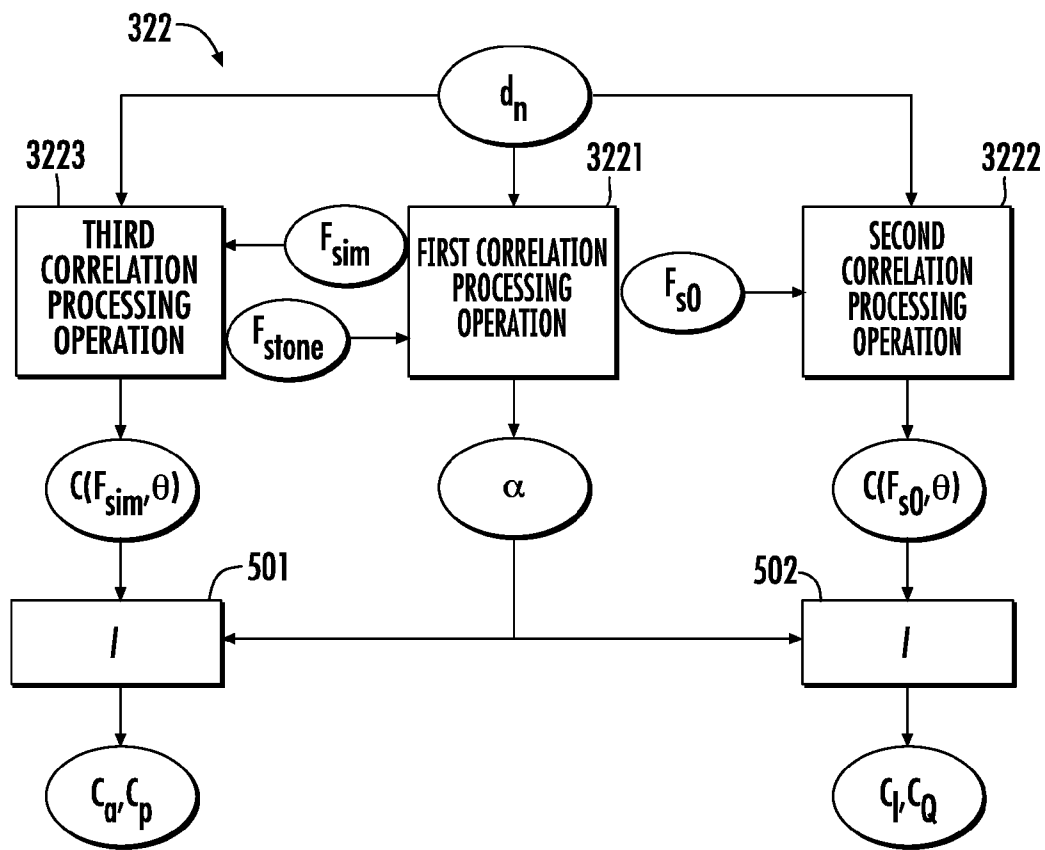 322
d_n
3223
3221
3222
THIRD
CORRELATION
PROCESSING
OPERATION
F_sim
F_stone
FIRST CORRELATION
PROCESSING
OPERATION
F_s0
SECOND
CORRELATION
PROCESSING
OPERATION
C(F_sim,θ)
α
C(F_s0,θ)
501
502
/
/
C_a,C_p
C_I,C_Q